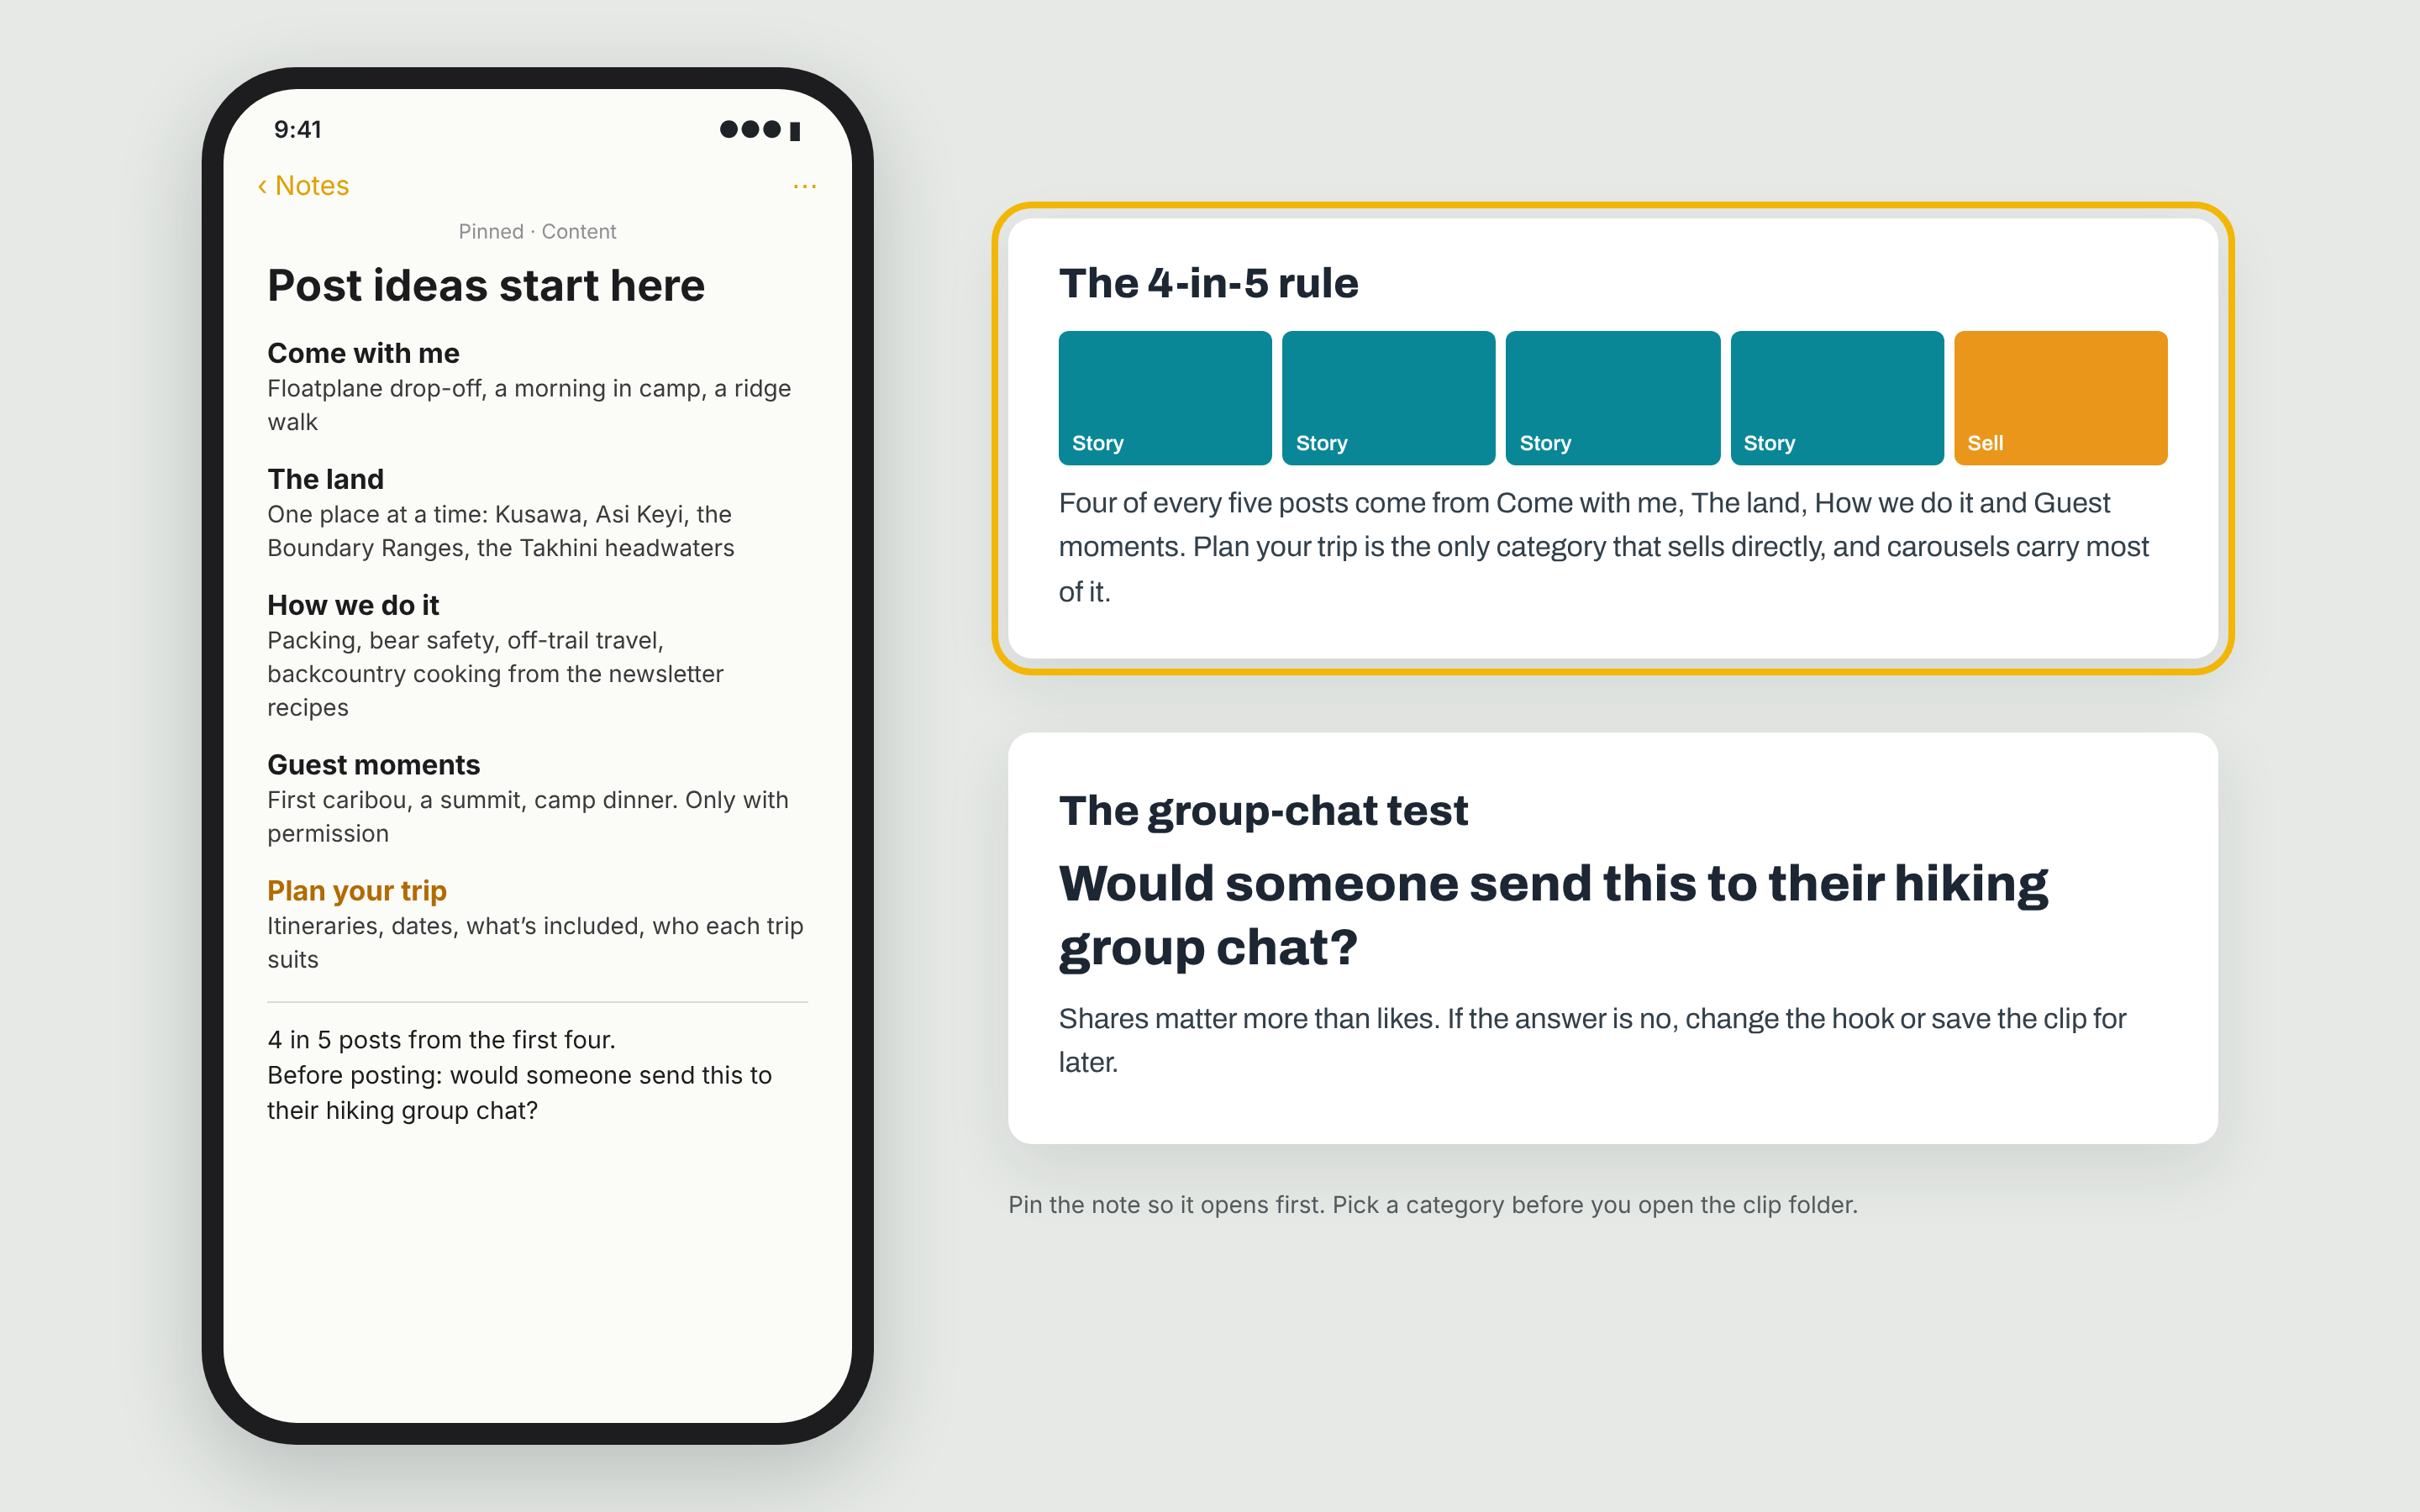 9:41
‹ Notes
···
Pinned · Content
Post ideas start here
Come with me
Floatplane drop-off, a morning in camp, a ridge
walk
The land
One place at a time: Kusawa, Asi Keyi, the
Boundary Ranges, the Takhini headwaters
How we do it
Packing, bear safety, off-trail travel,
backcountry cooking from the newsletter
recipes
Guest moments
First caribou, a summit, camp dinner. Only with
permission
Plan your trip
Itineraries, dates, what’s included, who each trip
suits
4 in 5 posts from the first four.
Before posting: would someone send this to
their hiking group chat?
The 4-in-5 rule
Story
Story
Story
Story
Sell
Four of every five posts come from Come with me, The land, How we do it and Guest
moments. Plan your trip is the only category that sells directly, and carousels carry most
of it.
The group-chat test
Would someone send this to their hiking
group chat?
Shares matter more than likes. If the answer is no, change the hook or save the clip for
later.
Pin the note so it opens first. Pick a category before you open the clip folder.